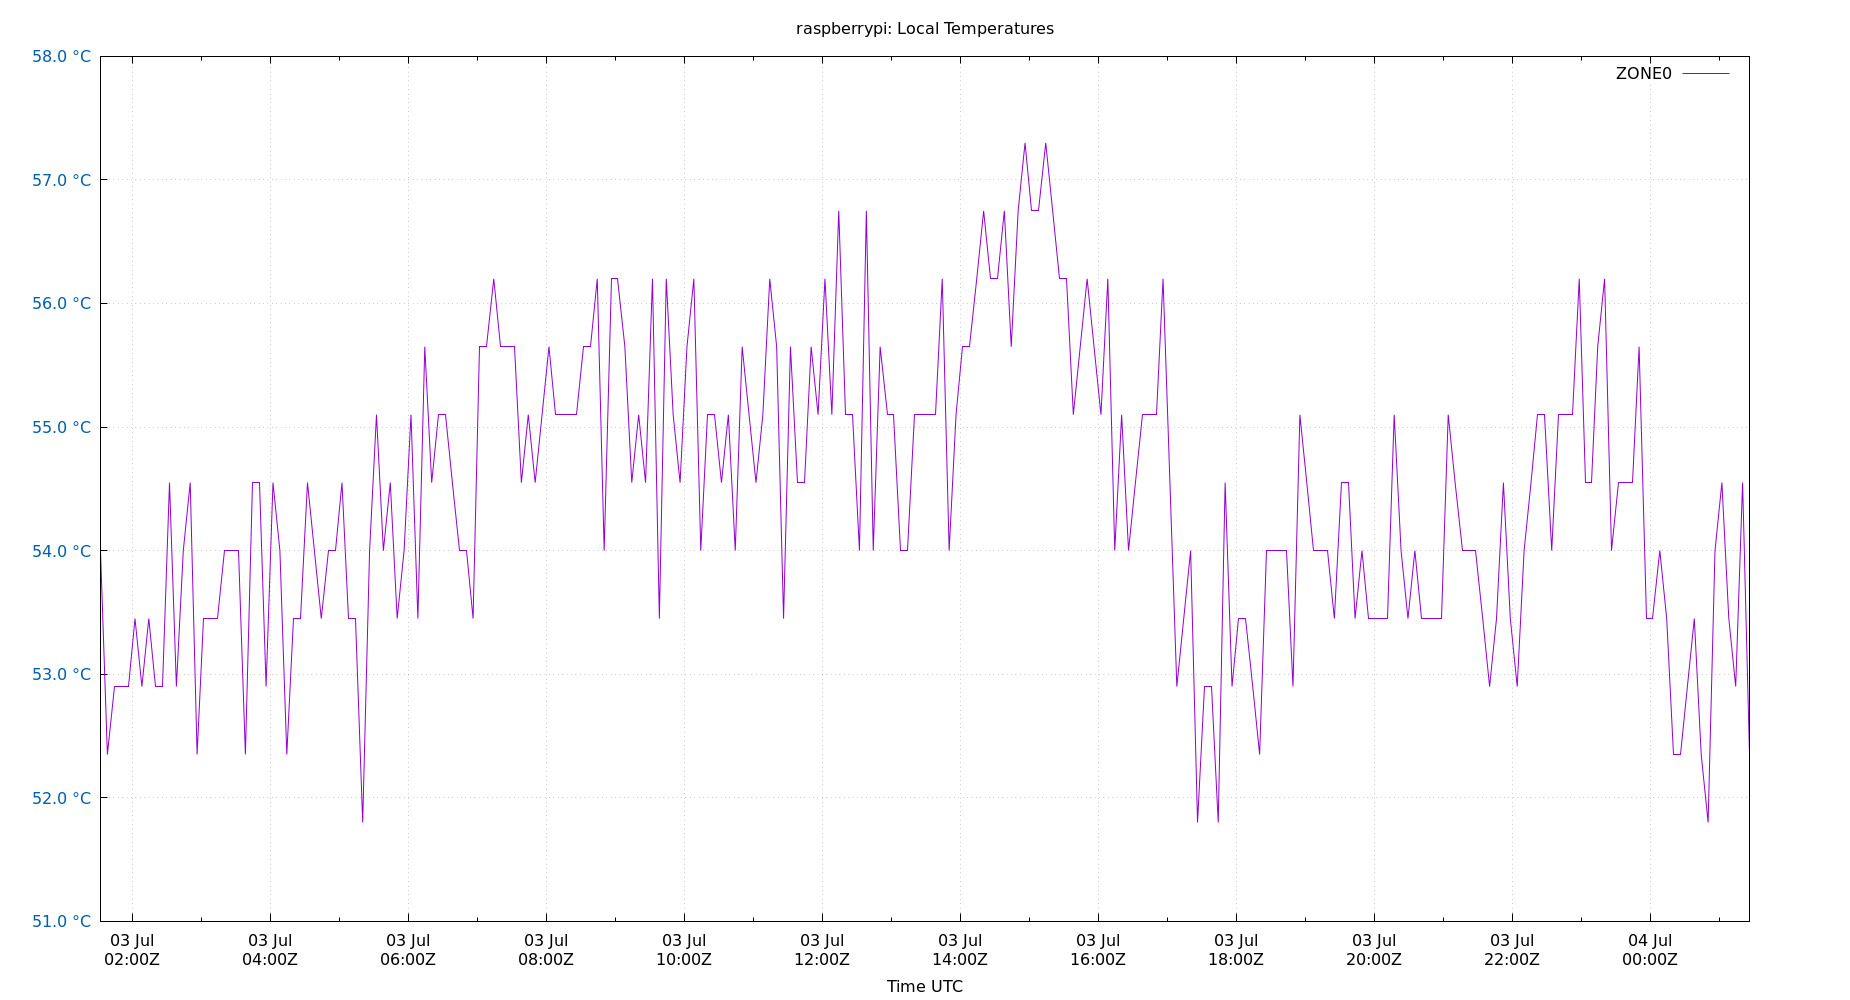 raspberrypi: Local Temperatures
58.0 °C
ZONE0
57.0 °C
56.0 °C
55.0 °C
54.0 °C
53.0 °C
52.0 °C
51.0 °C
03 Jul 03 Jul 03 Jul 03 Jul 03 Jul 03 Jul 03 Jul 03 Jul 03 Jul 03 Jul 03 Jul 04 Jul
02:00Z 04:00Z 06:00Z 08:00Z 10:00Z 12:00Z 14:00Z 16:00Z 18:00Z 20:00Z 22:00Z 00:00Z
Time UTC